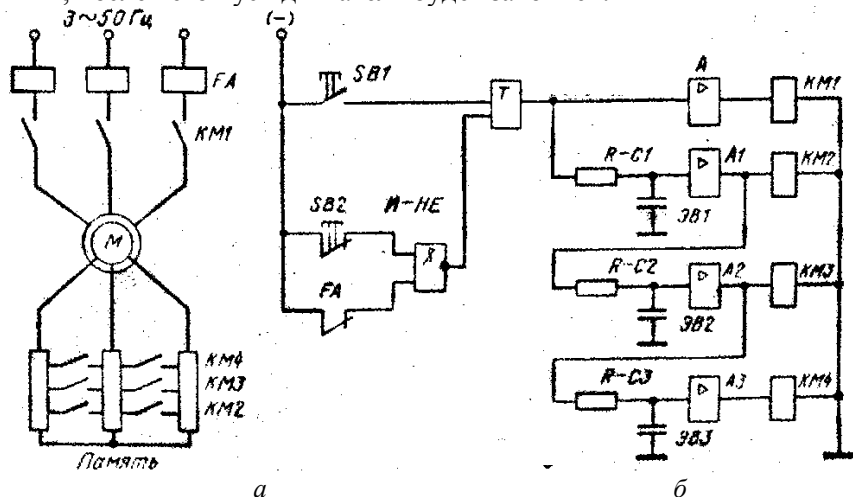 3~50Гц
(-)
FA
KM1
M
KM4
KM3
KM2
Память
а
SB1
T
SB2
И-НЕ
&
FA
A
KM1
R-C1
A1
KM2
ЭВ1
R-C2
A2
KM3
ЭВ2
R-C3
A3
KM4
ЭВ3
б